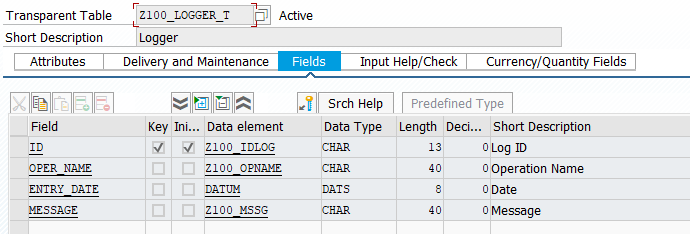 Transparent Table Z100_LOGGER_T Active
Short Description Logger
Attributes Delivery and Maintenance Fields Input Help/Check Currency/Quantity Fields
Srch Help Predefined Type
Field Key Ini... Data element Data Type Length Deci... Short Description
ID Z100_IDLOG CHAR 13 0 Log ID
OPER_NAME Z100_OPNAME CHAR 40 0 Operation Name
ENTRY_DATE DATUM DATS 8 0 Date
MESSAGE Z100_MSSG CHAR 40 0 Message